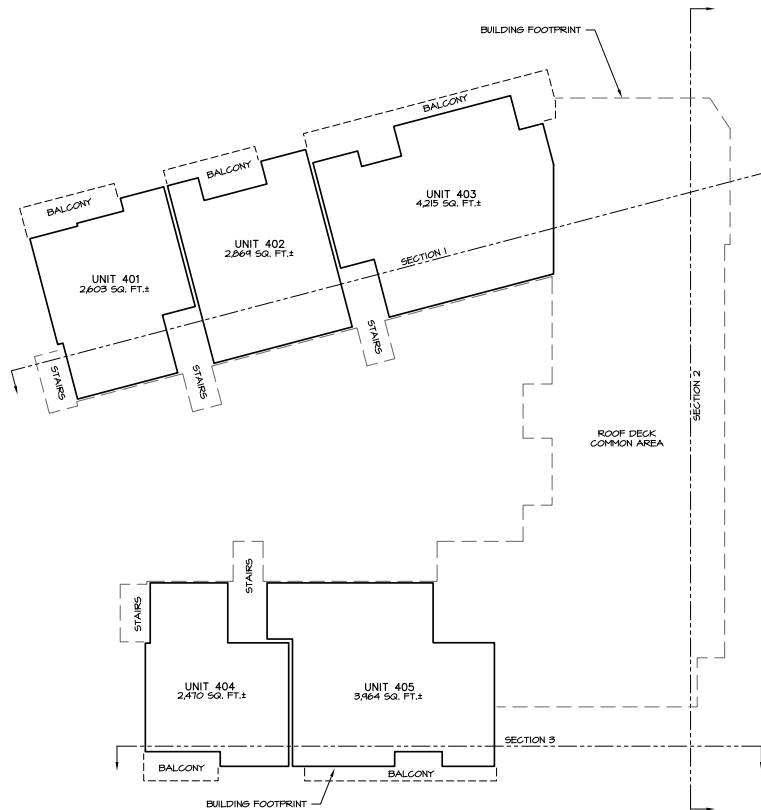 BUILDING FOOTPRINT
BALCONY
BALCONY
BALCONY
UNIT 403
4,215 SQ. FT.±
UNIT 402
2,869 SQ. FT.±
SECTION 1
UNIT 401
2,603 SQ. FT.±
STAIRS
STAIRS
STAIRS
SECTION 2
ROOF DECK
COMMON AREA
STAIRS
STAIRS
UNIT 404
2,470 SQ. FT.±
UNIT 405
3,964 SQ. FT.±
SECTION 3
BALCONY
BALCONY
BUILDING FOOTPRINT